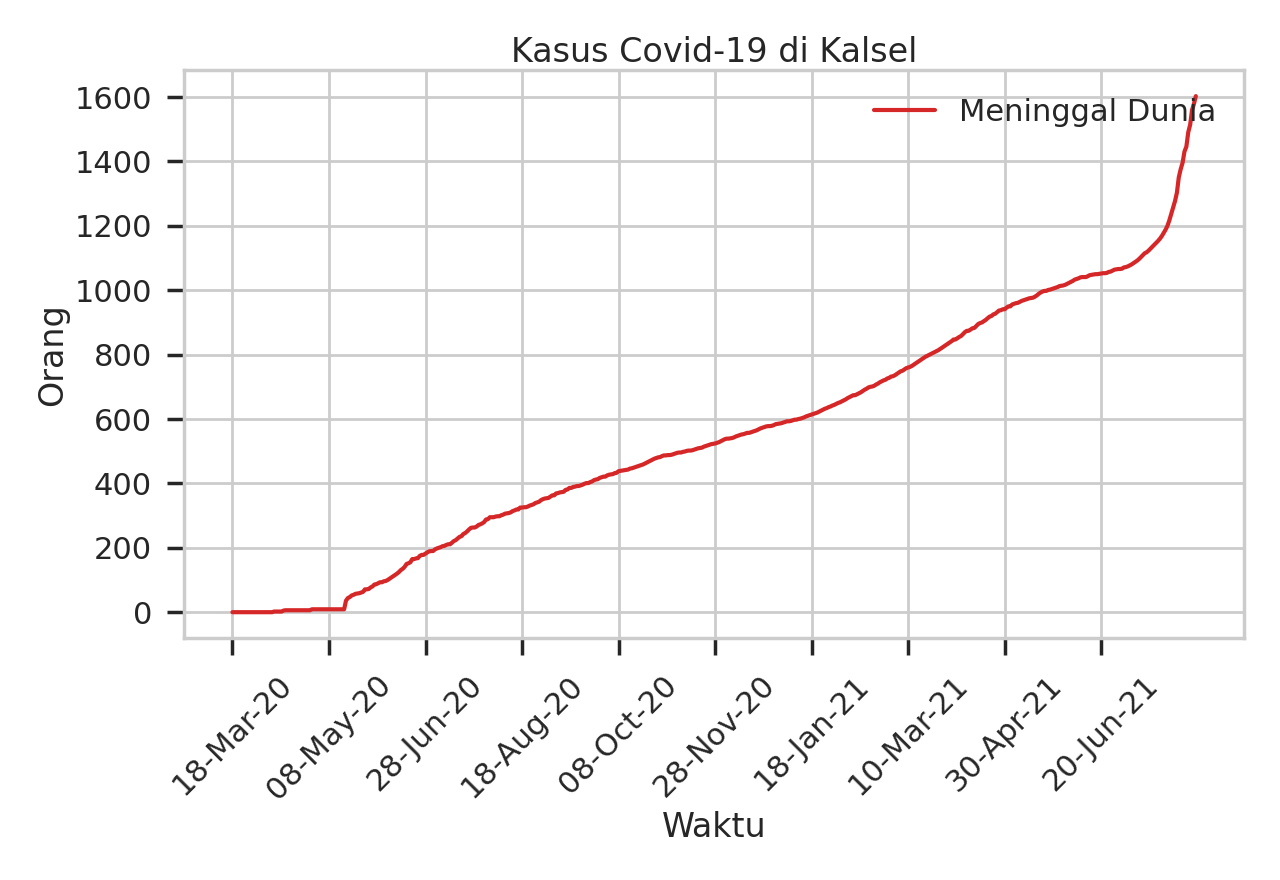 Kasus Covid-19 di Kalsel
Meninggal Dunia
Orang
1600
1400
1200
1000
800
600
400
200
0
18-Mar-20
08-May-20
28-Jun-20
18-Aug-20
08-Oct-20
28-Nov-20
18-Jan-21
10-Mar-21
30-Apr-21
20-Jun-21
Waktu